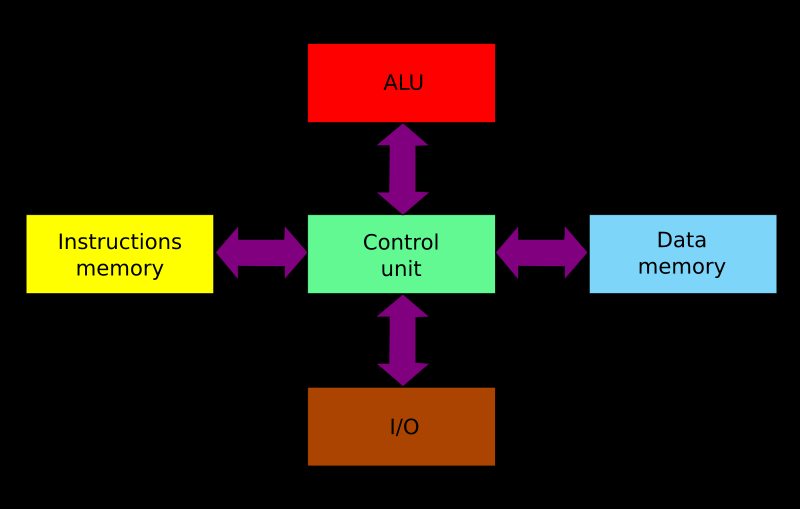 ALU
Instructions
memory
Control
unit
Data
memory
I/O